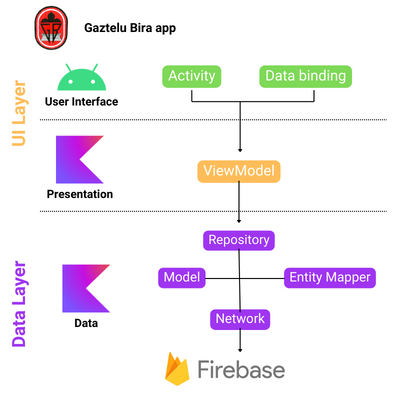 Gaztelu Bira app
UI Layer
Activity
Data binding
User Interface
ViewModel
Presentation
Data Layer
Repository
Model
Entity Mapper
Data
Network
Firebase